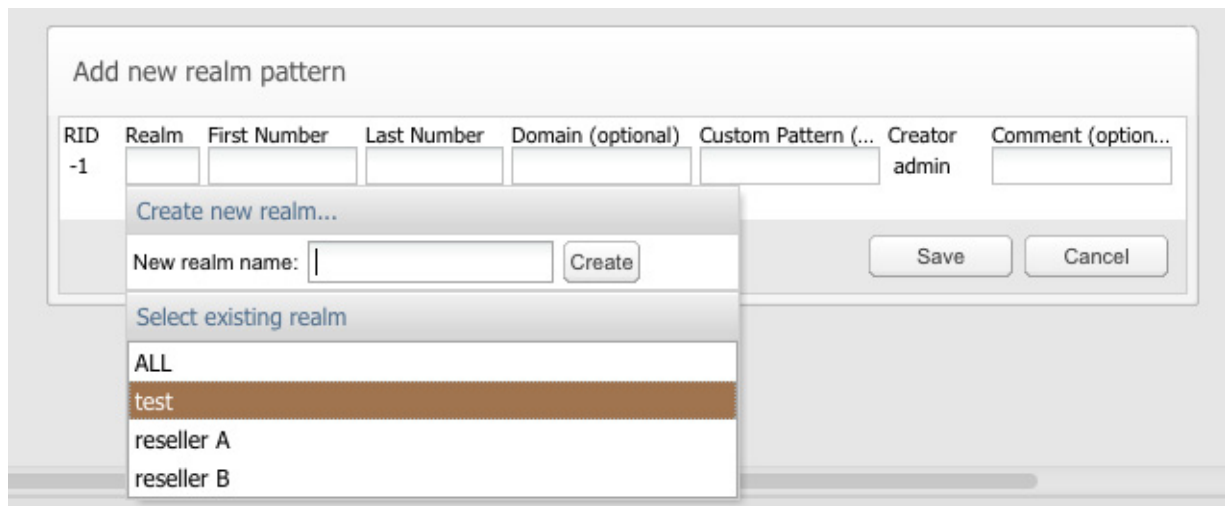 Add new realm pattern
RID Realm First Number Last Number Domain (optional) Custom Pattern (... Creator Comment (option...
-1 admin
Create new realm...
New realm name: Create
Save Cancel
Select existing realm
ALL
test
reseller A
reseller B